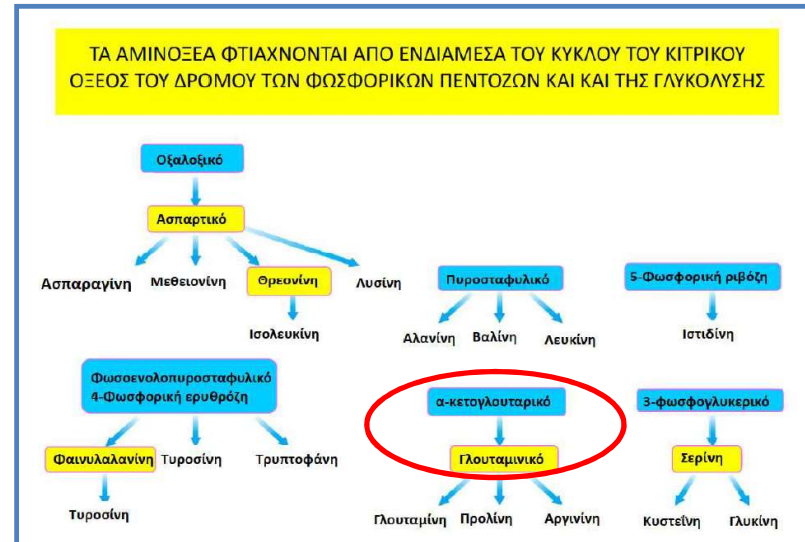 ΤΑ ΑΜΙΝΟΞΕΑ ΦΤΙΑΧΝΟΝΤΑΙ ΑΠΟ ΕΝΔΙΑΜΕΣΑ ΤΟΥ ΚΥΚΛΟΥ ΤΟΥ ΚΙΤΡΙΚΟΥ
ΟΞΕΟΣ ΤΟΥ ΔΡΟΜΟΥ ΤΩΝ ΦΩΣΦΟΡΙΚΩΝ ΠΕΝΤΟΖΩΝ ΚΑΙ ΚΑΙ ΤΗΣ ΓΛΥΚΟΛΥΣΗΣ
Οξαλοξικό
Ασπαρτικό
Ασπαραγίνη
Μεθειονίνη
Θρεονίνη
Λυσίνη
Ισολευκίνη
Πυροσταφυλικό
Αλανίνη
Βαλίνη
Λευκίνη
5-Φωσφορική ριβόζη
Ιστιδίνη
Φωσοενολοπυροσταφυλικό
4-Φωσφορική ερυθρόζη
Φαινυλαλανίνη
Τυροσίνη
Τρυπτοφάνη
Τυροσίνη
α-κετογλουταρικό
Γλουταμινικό
Γλουταμίνη
Προλίνη
Αργινίνη
3-φωσφογλυκερικό
Σερίνη
Κυστεΐνη
Γλυκίνη